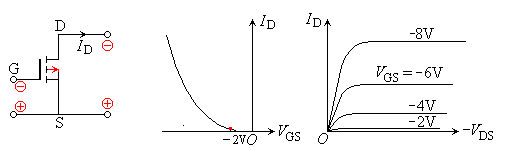 D
I_D
⊖
G
⊖
⊕
S
⊕
I_D
−2V O
V_GS
I_D
-8V
V_GS=-6V
-4V
-2V
O
-V_DS